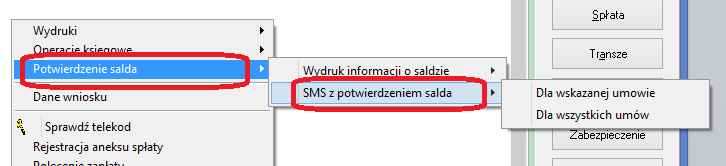 Wydruki
Operacje księgowe
Potwierdzenie salda
Dane wniosku
Sprawdź telekod
Rejestracja aneksu spłaty
Polecenie zapłaty
Wydruk informacji o saldzie
SMS z potwierdzeniem salda
Dla wskazanej umowie
Dla wszystkich umów
Spłata
Transze
Zabezpieczenie